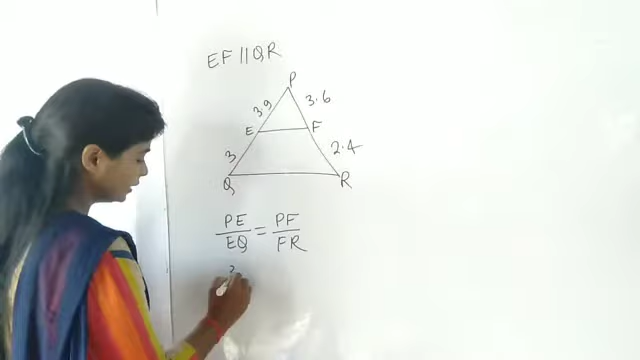 EF || QR
P
3.9 3.6
E F
3 2.4
Q R
PE/EQ = PF/FR